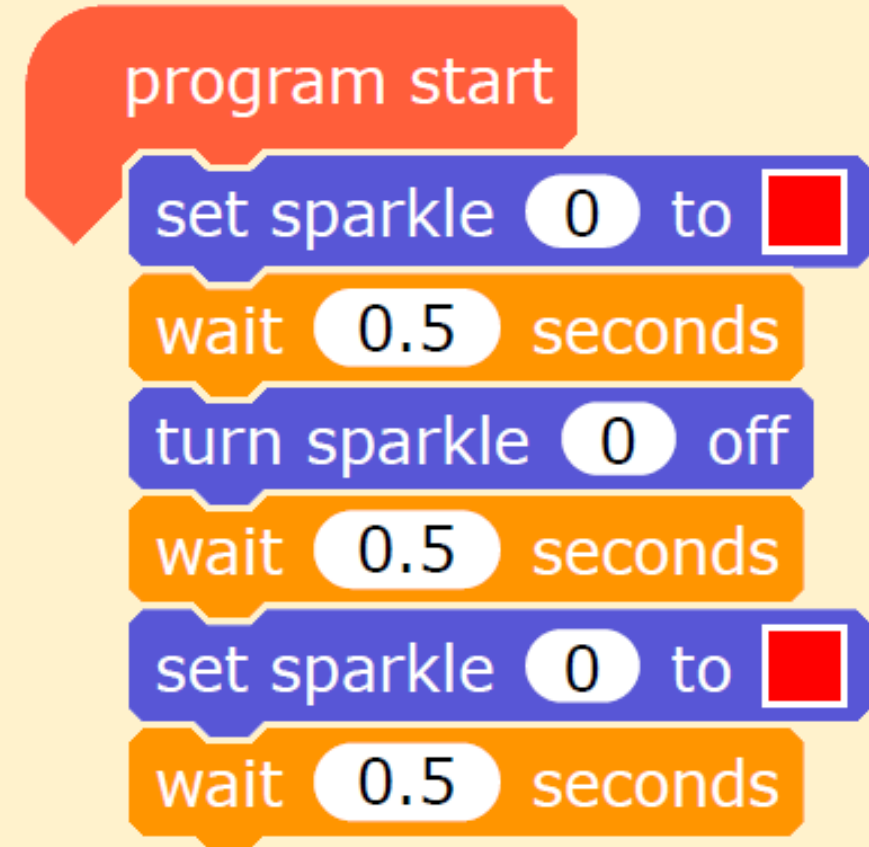 program start
set sparkle 0 to
wait 0.5 seconds
turn sparkle 0 off
wait 0.5 seconds
set sparkle 0 to
wait 0.5 seconds